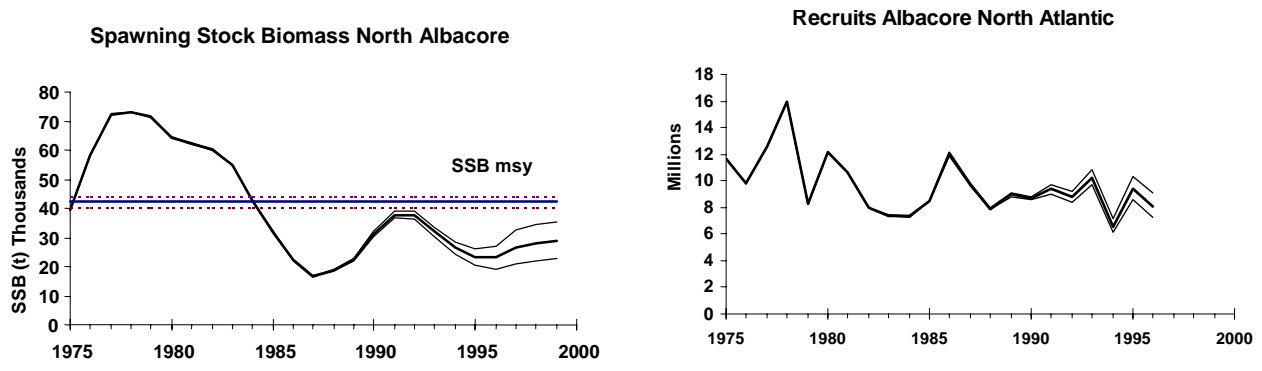 Spawning Stock Biomass North Albacore
SSB (t) Thousands
80
70
60
50
40
30
20
10
0
SSB msy
1975 1980 1985 1990 1995 2000
Recruits Albacore North Atlantic
Millions
18
16
14
12
10
8
6
4
2
0
1975 1980 1985 1990 1995 2000